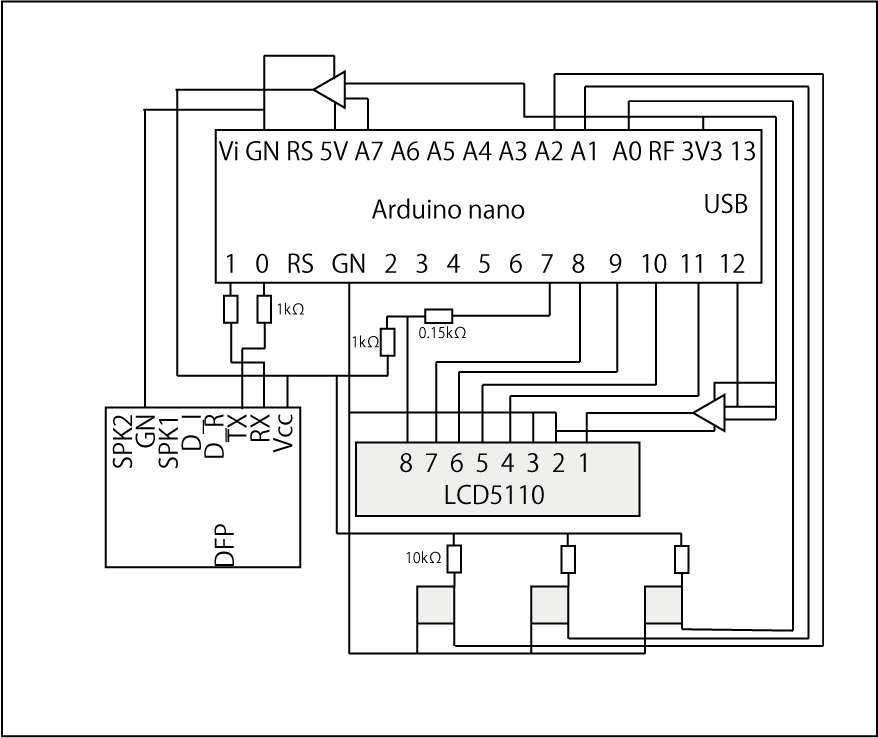 Vi GN RS 5V A7 A6 A5 A4 A3 A2 A1 A0 RF 3V3 13
Arduino nano
USB
1 0 RS GN 2 3 4 5 6 7 8 9 10 11 12
1kΩ
0.15kΩ
1kΩ
SPK2
GN
SPK1
D_I
D_R
TX
RX
Vcc
DFP
8 7 6 5 4 3 2 1
LCD5110
10kΩ